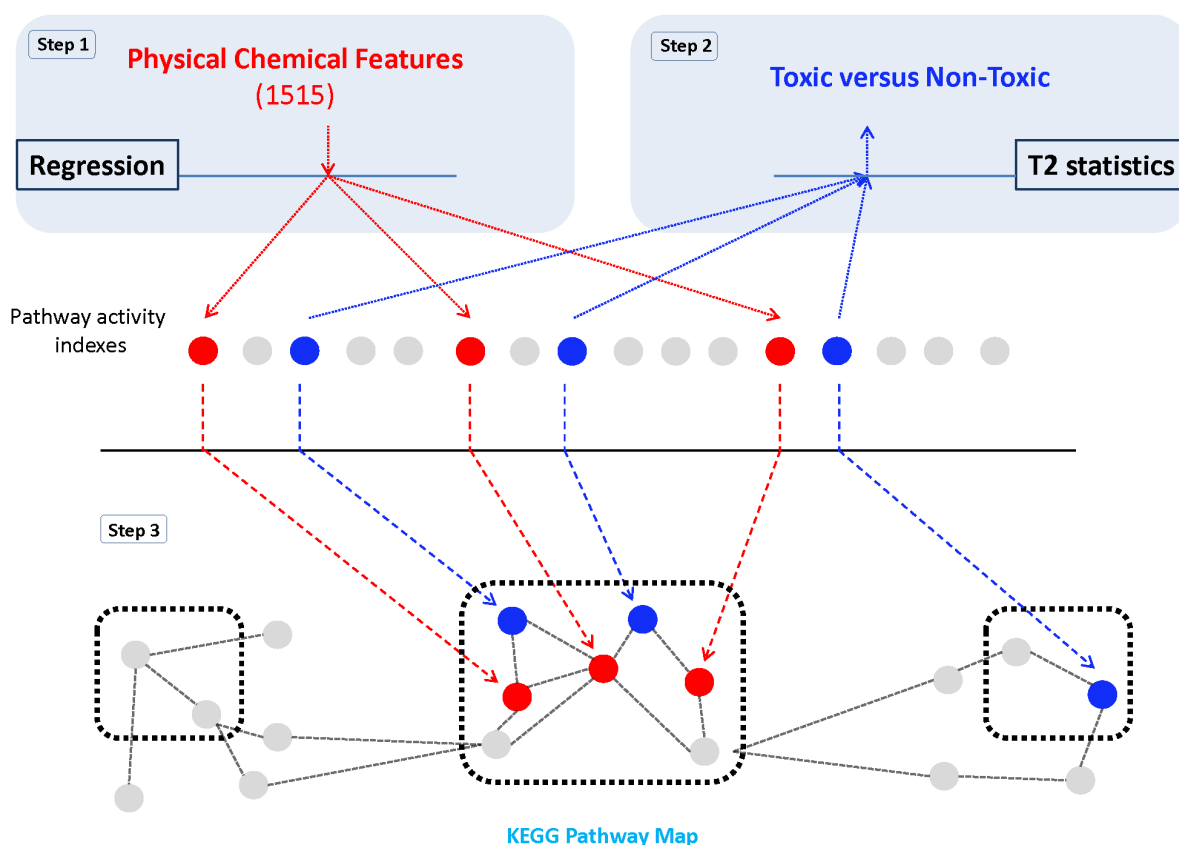 Step 1
Physical Chemical Features
(1515)
Regression
Step 2
Toxic versus Non-Toxic
T2 statistics
Pathway activity
indexes
Step 3
KEGG Pathway Map